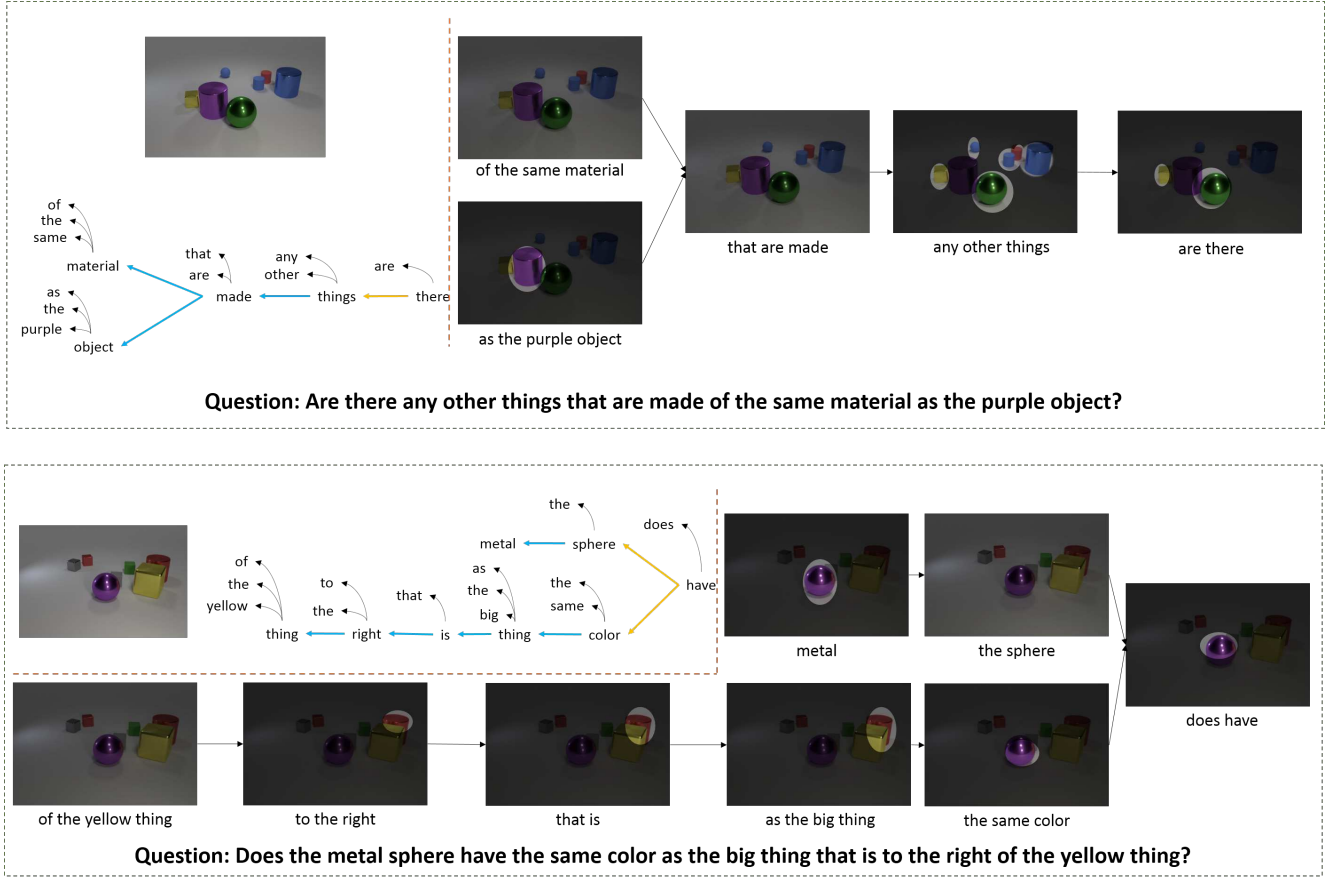 of
the
same
material
as
the
purple
object
that
are
made
any
other
things
are
there
of the same material
as the purple object
that are made
any other things
are there
Question: Are there any other things that are made of the same material as the purple object?
of
the
yellow
thing
to
the
right
that
is
as
the
big
thing
the
same
color
the
metal
sphere
does
have
metal
the sphere
does have
of the yellow thing
to the right
that is
as the big thing
the same color
Question: Does the metal sphere have the same color as the big thing that is to the right of the yellow thing?